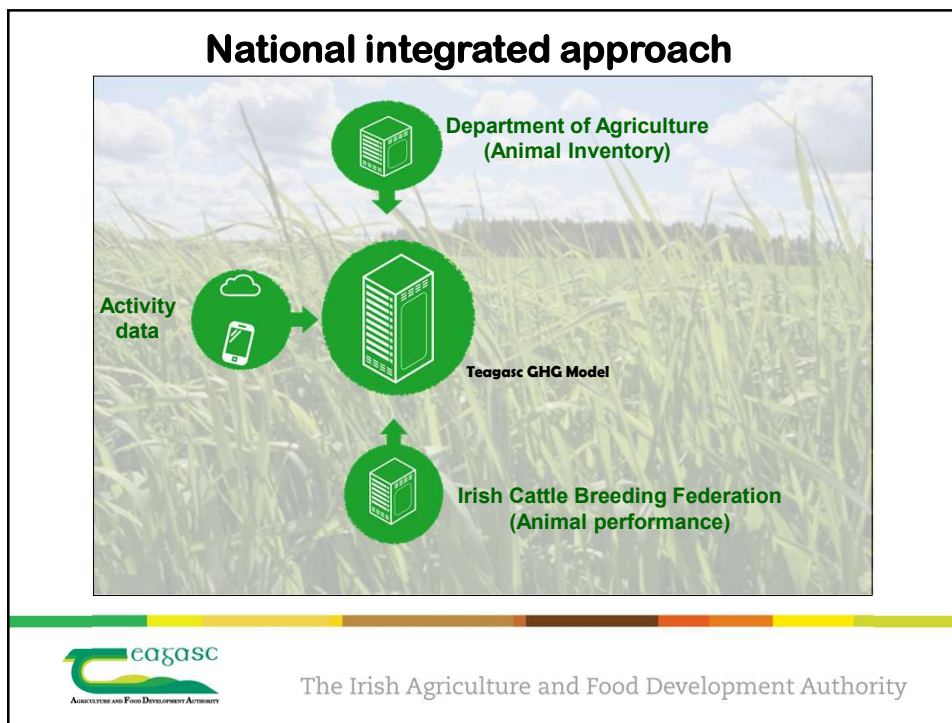 National integrated approach
Department of Agriculture
(Animal Inventory)
Activity
data
Teagasc GHG Model
Irish Cattle Breeding Federation
(Animal performance)
Teagasc
AGRICULTURE AND FOOD DEVELOPMENT AUTHORITY
The Irish Agriculture and Food Development Authority